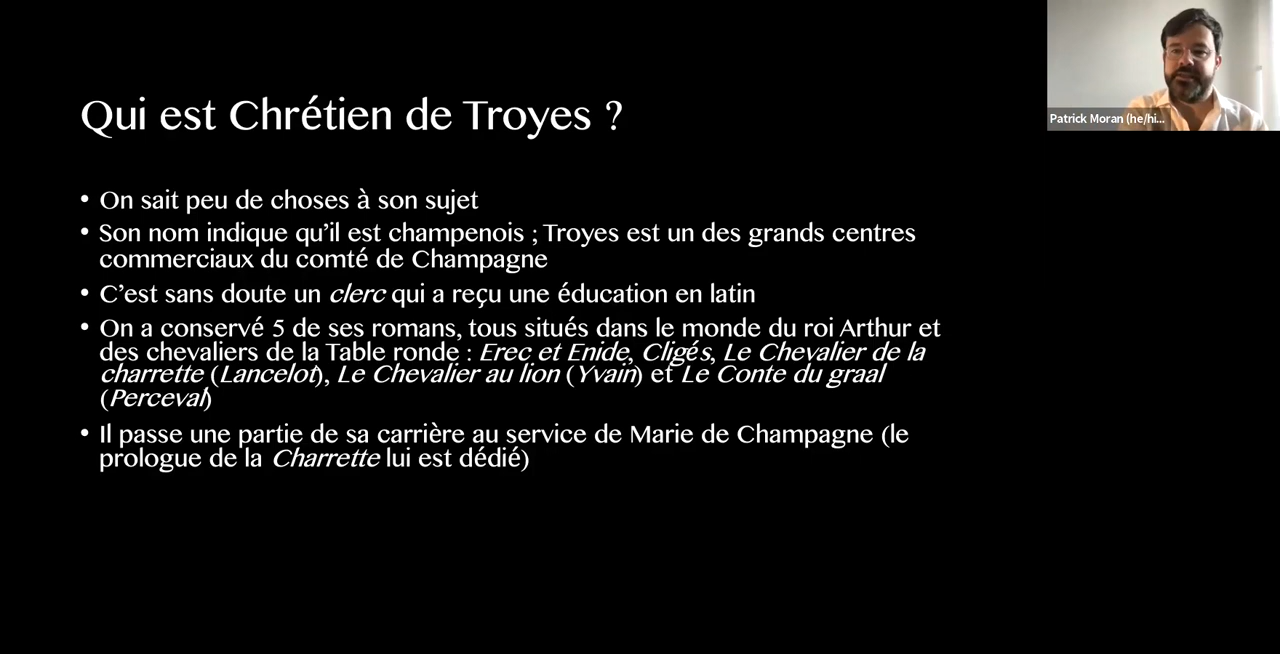 Qui est Chrétien de Troyes ?
Patrick Moran (he/hi...
• On sait peu de choses à son sujet
• Son nom indique qu’il est champenois ; Troyes est un des grands centres
commerciaux du comté de Champagne
• C’est sans doute un clerc qui a reçu une éducation en latin
• On a conservé 5 de ses romans, tous situés dans le monde du roi Arthur et
des chevaliers de la Table ronde : Erec et Enide, Cligés, Le Chevalier de la
charrette (Lancelot), Le Chevalier au lion (Yvain) et Le Conte du graal
(Perceval)
• Il passe une partie de sa carrière au service de Marie de Champagne (le
prologue de la Charrette lui est dédié)